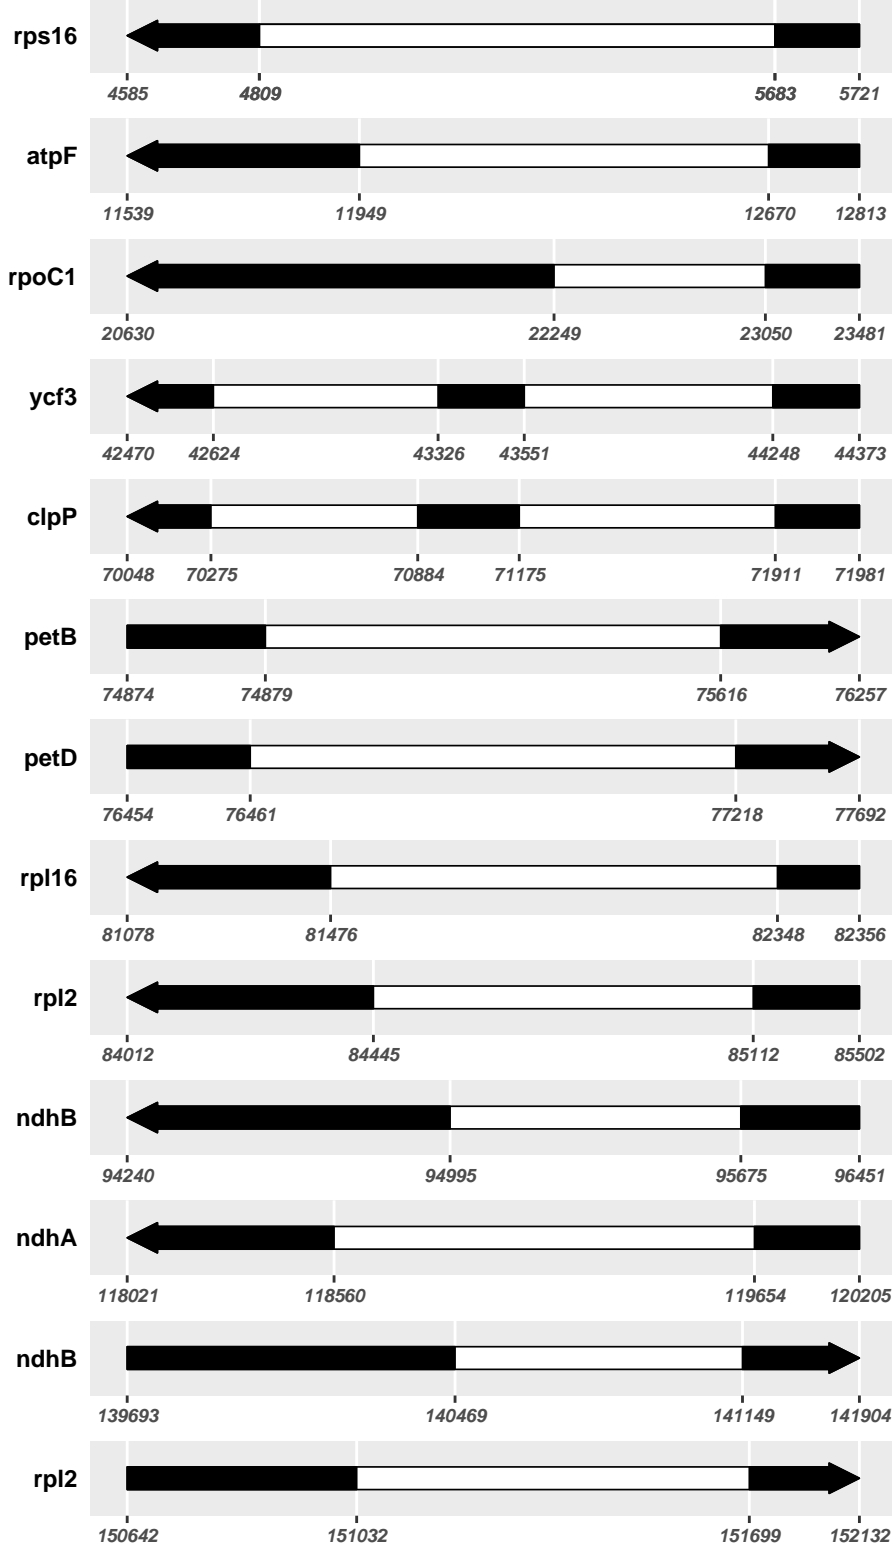 rps16
4585 4809 5683 5721
atpF
11539 11949 12670 12813
rpoC1
20630 22249 23050 23481
ycf3
42470 42624 43326 43551 44248 44373
clpP
70048 70275 70884 71175 71911 71981
petB
74874 74879 75616 76257
petD
76454 76461 77218 77692
rpl16
81078 81476 82348 82356
rpl2
84012 84445 85112 85502
ndhB
94240 94995 95675 96451
ndhA
118021 118560 119654 120205
ndhB
139693 140469 141149 141904
rpl2
150642 151032 151699 152132